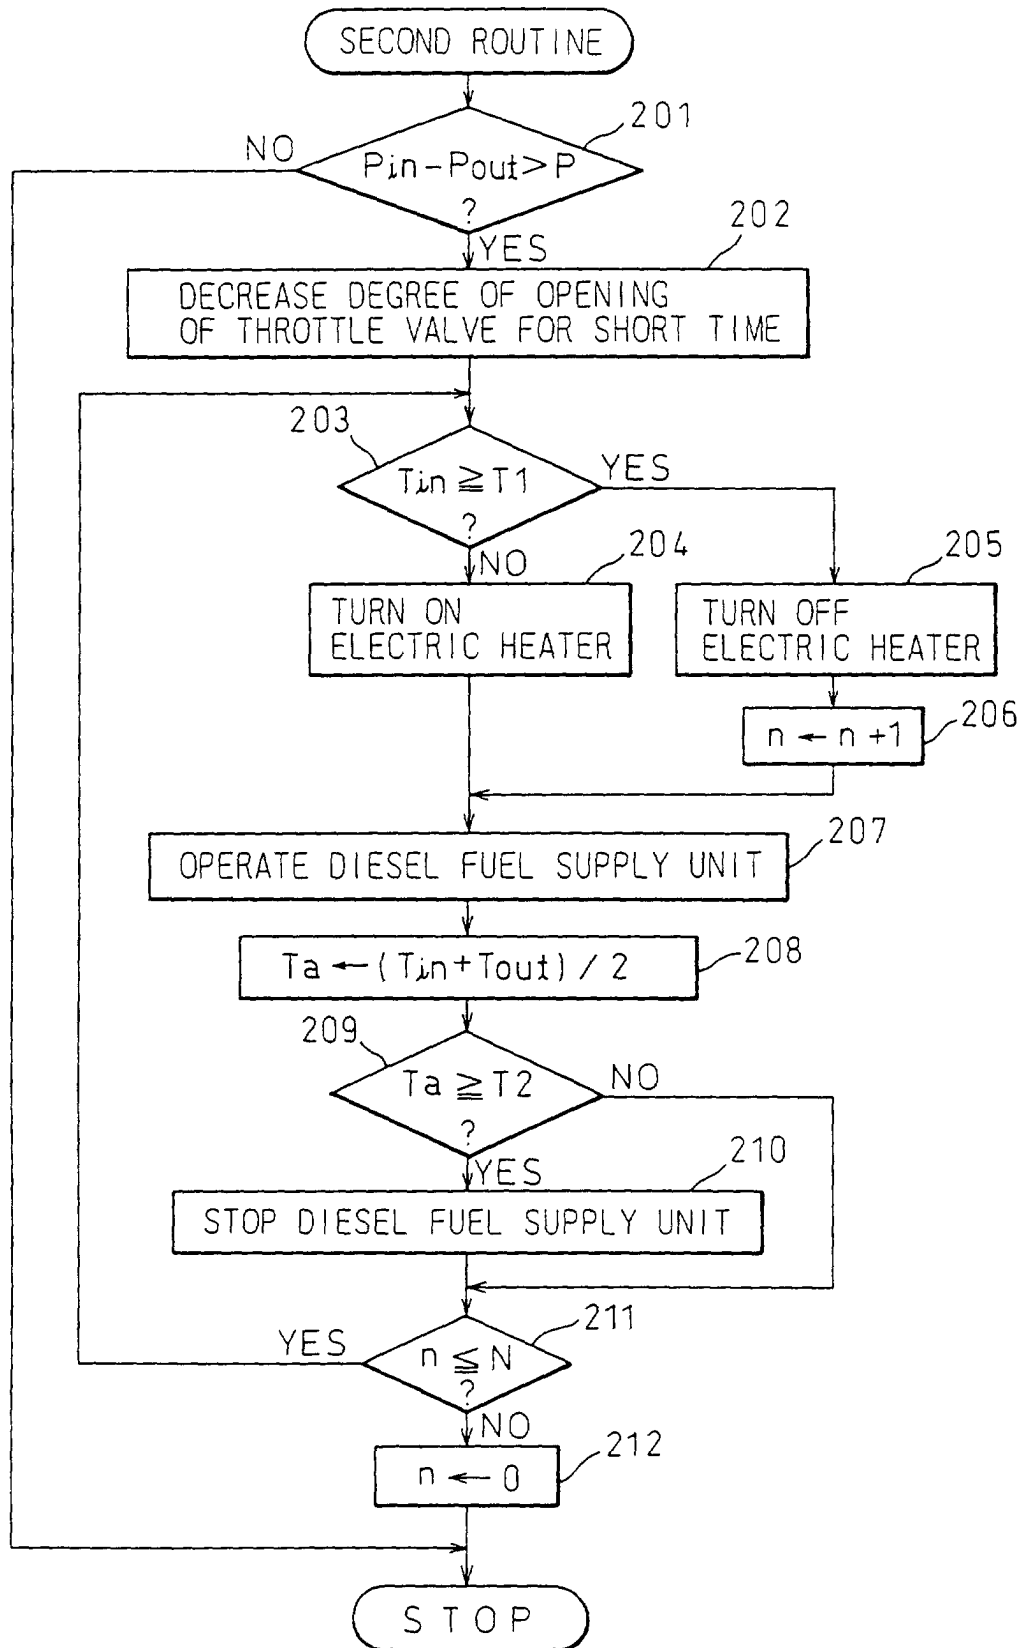 SECOND ROUTINE
201
NO
Pin-Pout>P
?
YES
202
DECREASE DEGREE OF OPENING
OF THROTTLE VALVE FOR SHORT TIME
203
Tin≧T1
?
YES
NO
204
205
TURN ON
ELECTRIC HEATER
TURN OFF
ELECTRIC HEATER
206
n←n+1
207
OPERATE DIESEL FUEL SUPPLY UNIT
208
Ta←(Tin+Tout)/2
209
Ta≧T2
?
NO
YES
210
STOP DIESEL FUEL SUPPLY UNIT
211
YES
n≦N
?
NO
212
n←0
STOP